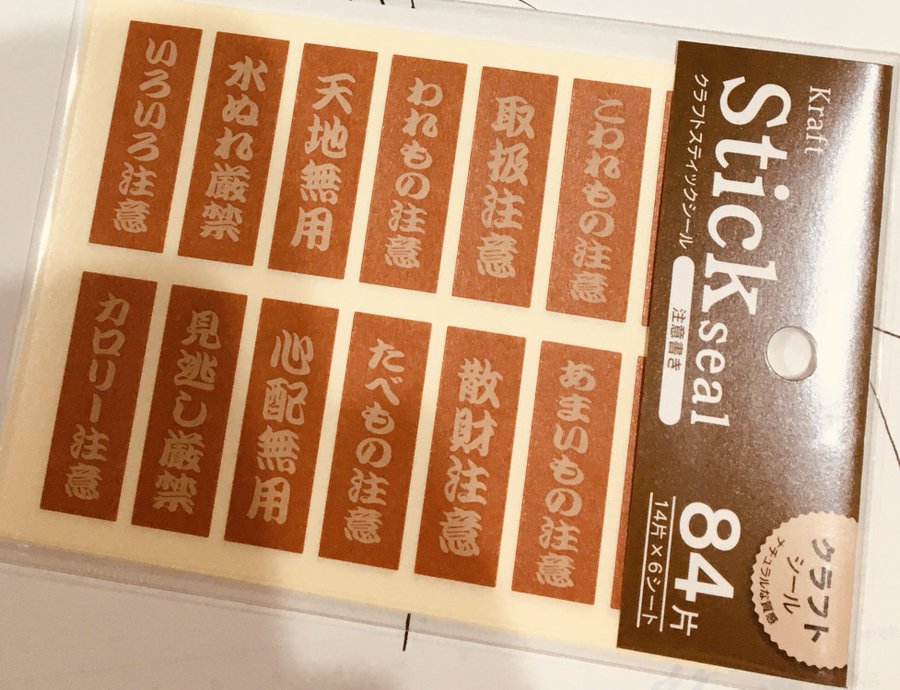 いろいろ注意
水ぬれ厳禁
天地無用
われもの注意
取扱注意
こわれもの注意
カロリー注意
見逃し厳禁
心配無用
たべもの注意
散財注意
あまいもの注意
Kraft
Stick seal
クラフトスティックシール
注意書き
84片
14片×6シート
クラフト
シール
ナチュラルな質感